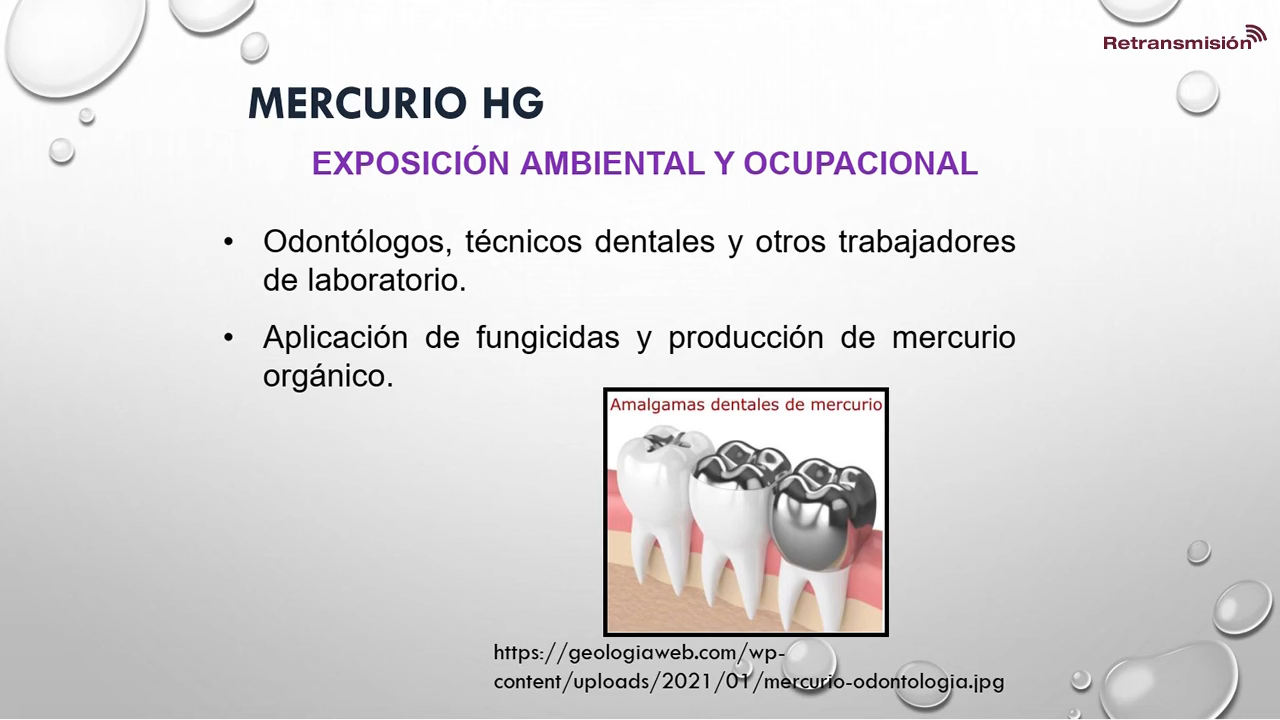 Retransmisión
MERCURIO HG
EXPOSICIÓN AMBIENTAL Y OCUPACIONAL
• Odontólogos, técnicos dentales y otros trabajadores
de laboratorio.
• Aplicación de fungicidas y producción de mercurio
orgánico.
Amalgamas dentales de mercurio
https://geologiaweb.com/wp-
content/uploads/2021/01/mercurio-odontologia.jpg